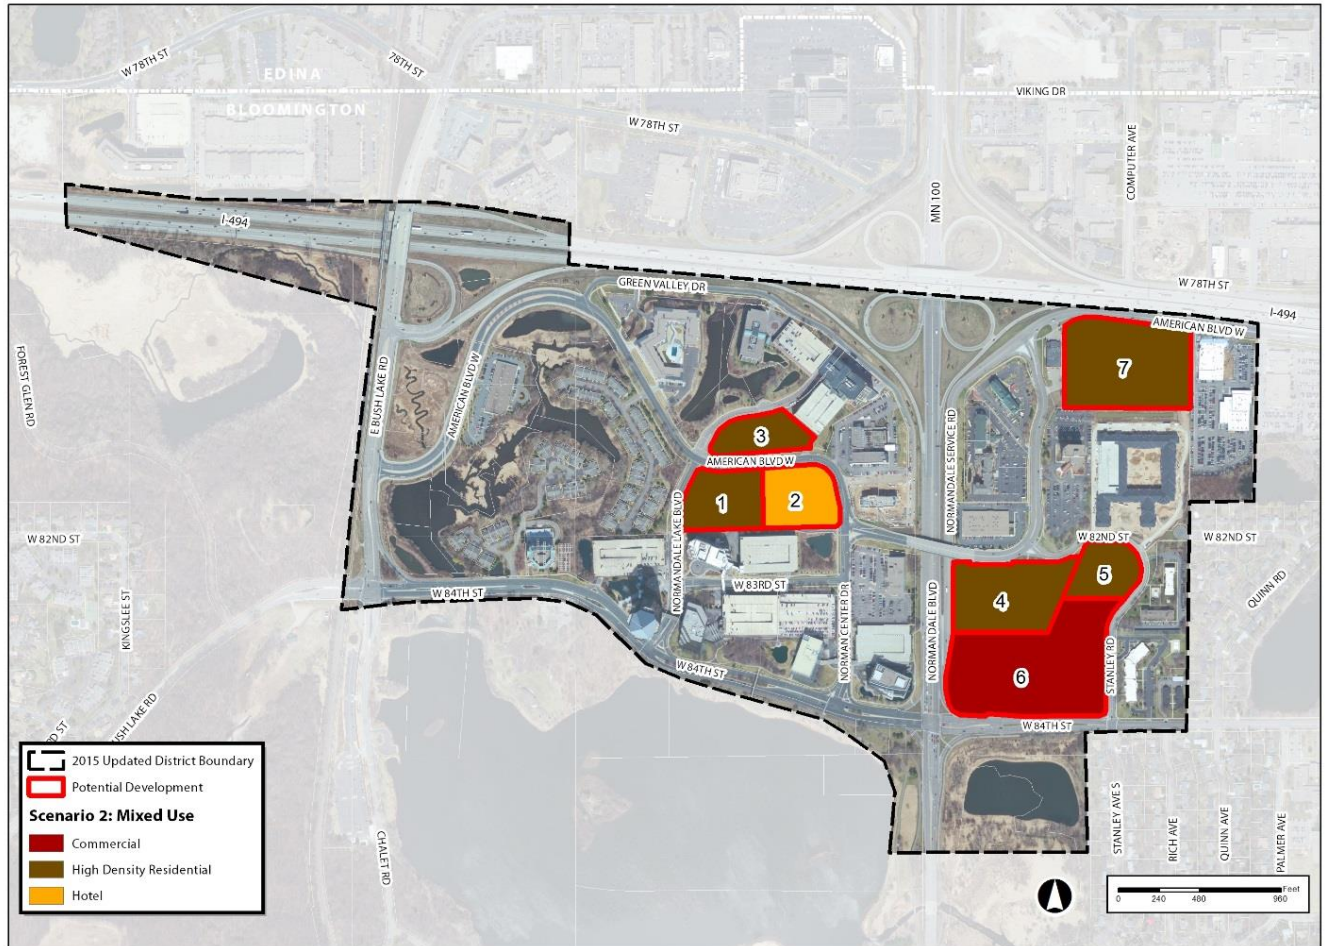 W 78TH ST
78TH ST
EDINA
BLOOMINGTON
W 78TH ST
VIKING DR
COMPUTER AVE
MN 100
I-494
W 78TH ST
I-494
GREEN VALLEY DR
AMERICAN BLVD W
FOREST GLEN RD
E BUSH LAKE RD
AMERICAN BLVD W
7
3
NORMANDALE SERVICE RD
AMERICAN BLVD W
1
2
NORMANDALE LAKE BLVD
W 82ND ST
W 82ND ST
W 82ND ST
5
QUINN RD
W 83RD ST
W 84TH ST
4
KINGSLEE ST
NORMAN CENTER DR
NORMANDALE BLVD
STANLEY RD
6
W 84TH ST
W 84TH ST
RD ST
USH LAKE RD
2015 Updated District Boundary
Potential Development
Scenario 2: Mixed Use
Commercial
High Density Residential
Hotel
CHALET RD
STANLEY AVE S
RICH AVE
QUINN AVE
PALMER AVE
Feet
0 240 480 960